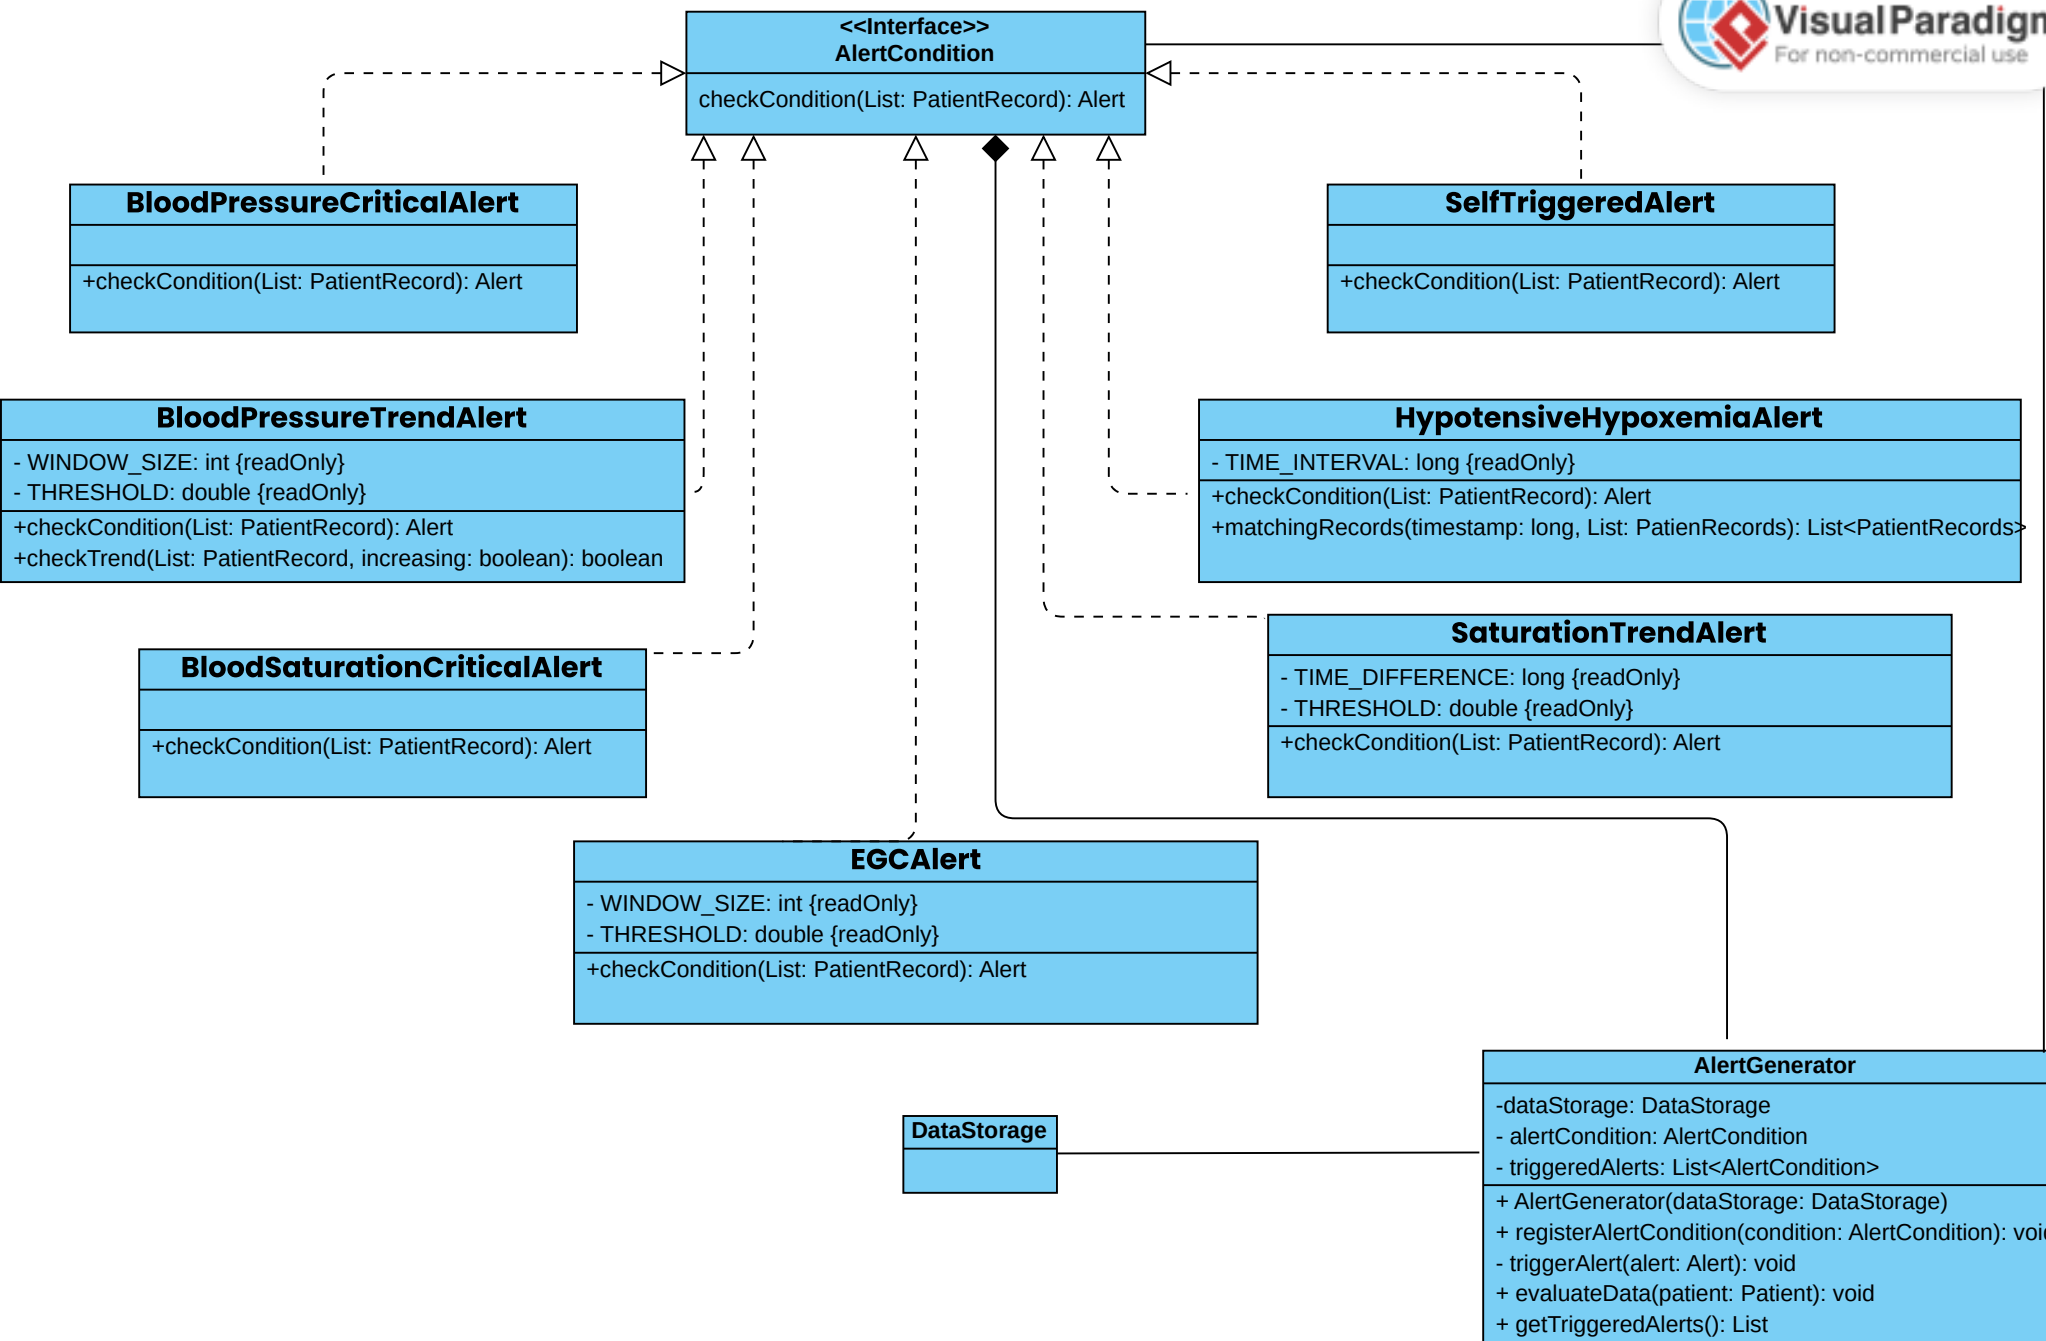 <<Interface>>
AlertCondition
checkCondition(List: PatientRecord): Alert
VisualParadigm
For non-commercial use
BloodPressureCriticalAlert
+checkCondition(List: PatientRecord): Alert
SelfTriggeredAlert
+checkCondition(List: PatientRecord): Alert
BloodPressureTrendAlert
- WINDOW_SIZE: int {readOnly}
- THRESHOLD: double {readOnly}
+checkCondition(List: PatientRecord): Alert
+checkTrend(List: PatientRecord, increasing: boolean): boolean
HypotensiveHypoxemiaAlert
- TIME_INTERVAL: long {readOnly}
+checkCondition(List: PatientRecord): Alert
+matchingRecords(timestamp: long, List: PatienRecords): List<PatientRecords>
BloodSaturationCriticalAlert
+checkCondition(List: PatientRecord): Alert
SaturationTrendAlert
- TIME_DIFFERENCE: long {readOnly}
- THRESHOLD: double {readOnly}
+checkCondition(List: PatientRecord): Alert
EGCAlert
- WINDOW_SIZE: int {readOnly}
- THRESHOLD: double {readOnly}
+checkCondition(List: PatientRecord): Alert
DataStorage
AlertGenerator
-dataStorage: DataStorage
- alertCondition: AlertCondition
- triggeredAlerts: List<AlertCondition>
+ AlertGenerator(dataStorage: DataStorage)
+ registerAlertCondition(condition: AlertCondition): void
- triggerAlert(alert: Alert): void
+ evaluateData(patient: Patient): void
+ getTriggeredAlerts(): List